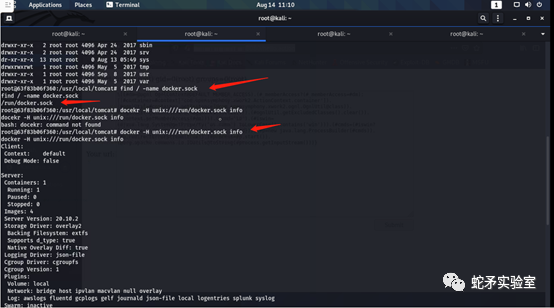 Applications Places Terminal Aug 14 11:10 1
root@kali: ~
root@kali: ~ root@kali: ~ root@kali: ~ root@kali: ~
drwxr-xr-x 2 root root 4096 Apr 24 2017 sbin
drwxr-xr-x 2 root root 4096 Apr 24 2017 srv
dr-xr-xr-x 13 root root 0 Aug 13 05:49 sys
drwxrwxrwt 1 root root 4096 May 5 2017 tmp
drwxr-xr-x 1 root root 4096 Sep 8 2017 usr
drwxr-xr-x 1 root root 4096 May 5 2017 var
root@63f83b06f360:/usr/local/tomcat# find / -name docker.sock
find / -name docker.sock
/run/docker.sock
root@63f83b06f360:/usr/local/tomcat# docekr -H unix:///run/docker.sock info
docekr -H unix:///run/docker.sock info
bash: docekr: command not found
root@63f83b06f360:/usr/local/tomcat# docker -H unix:///run/docker.sock info
docker -H unix:///run/docker.sock info
Client:
Context: default
Debug Mode: false
Server:
Containers: 1
Running: 1
Paused: 0
Stopped: 0
Images: 4
Server Version: 20.10.2
Storage Driver: overlay2
Backing Filesystem: extfs
Supports d_type: true
Native Overlay Diff: true
Logging Driver: json-file
Cgroup Driver: cgroupfs
Cgroup Version: 1
Plugins:
Volume: local
Network: bridge host ipvlan macvlan null overlay
Log: awslogs fluentd gcplogs gelf journald json-file local logentries splunk syslog
Swarm: inactive
蛇矛实验室